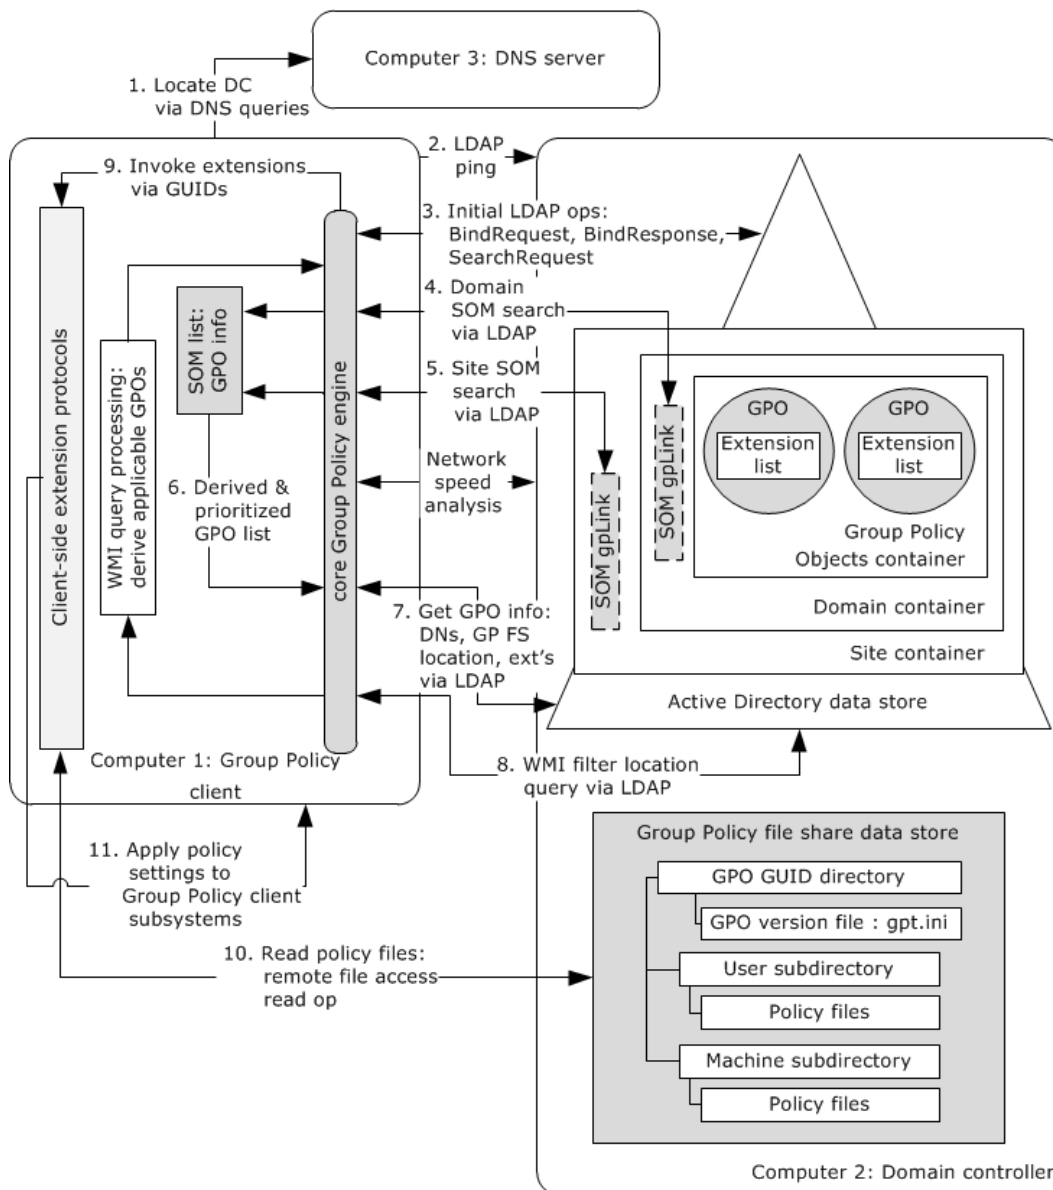 Computer 3: DNS server
1. Locate DC
via DNS queries
9. Invoke extensions
via GUIDs
2. LDAP
ping
3. Initial LDAP ops:
BindRequest, BindResponse,
SearchRequest
4. Domain
SOM search
via LDAP
5. Site SOM
search
via LDAP
Network
speed
analysis
Client-side extension protocols
WMI query processing:
derive applicable GPOs
SOM list:
GPO info
core Group Policy engine
6. Derived &
prioritized
GPO list
7. Get GPO info:
DNs, GP FS
location, ext's
via LDAP
SOM gpLink
SOM gpLink
GPO
Extension
list
GPO
Extension
list
Group Policy
Objects container
Domain container
Site container
Active Directory data store
8. WMI filter location
query via LDAP
Computer 1: Group Policy
client
11. Apply policy
settings to
Group Policy client
subsystems
10. Read policy files:
remote file access
read op
Group Policy file share data store
GPO GUID directory
GPO version file : gpt.ini
User subdirectory
Policy files
Machine subdirectory
Policy files
Computer 2: Domain controller